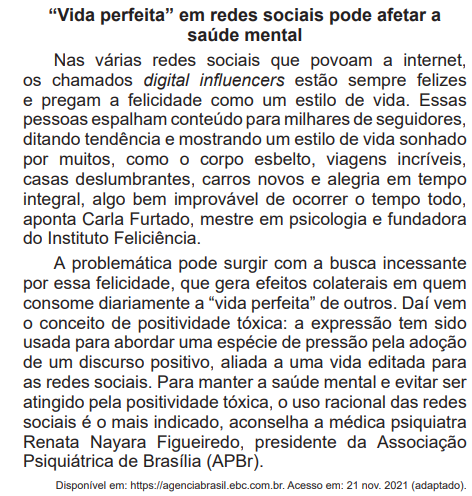 “Vida perfeita” em redes sociais pode afetar a
saúde mental
Nas várias redes sociais que povoam a internet,
os chamados digital influencers estão sempre felizes
e pregam a felicidade como um estilo de vida. Essas
pessoas espalham conteúdo para milhares de seguidores,
ditando tendência e mostrando um estilo de vida sonhado
por muitos, como o corpo esbelto, viagens incríveis,
casas deslumbrantes, carros novos e alegria em tempo
integral, algo bem improvável de ocorrer o tempo todo,
aponta Carla Furtado, mestre em psicologia e fundadora
do Instituto Feliciência.
A problemática pode surgir com a busca incessante
por essa felicidade, que gera efeitos colaterais em quem
consome diariamente a “vida perfeita” de outros. Daí vem
o conceito de positividade tóxica: a expressão tem sido
usada para abordar uma espécie de pressão pela adoção
de um discurso positivo, aliada a uma vida editada para
as redes sociais. Para manter a saúde mental e evitar ser
atingido pela positividade tóxica, o uso racional das redes
sociais é o mais indicado, aconselha a médica psiquiatra
Renata Nayara Figueiredo, presidente da Associação
Psiquiátrica de Brasília (APBr).
Disponível em: https://agenciabrasil.ebc.com.br. Acesso em: 21 nov. 2021 (adaptado).